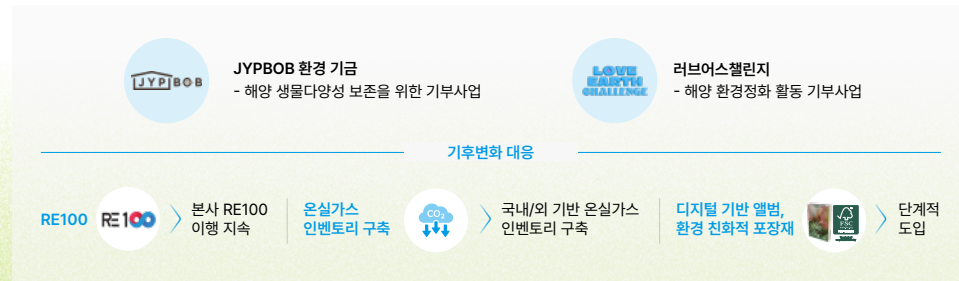 JYPBOB
JYPBOB 환경 기금
- 해양 생물다양성 보존을 위한 기부사업
LOVE
EARTH
CHALLENGE
러브어스챌린지
- 해양 환경정화 활동 기부사업
기후변화 대응
RE100
RE100
본사 RE100
이행 지속
온실가스
인벤토리 구축
CO₂
국내/외 기반 온실가스
인벤토리 구축
디지털 기반 앨범,
환경 친화적 포장재
FSC
단계적
도입